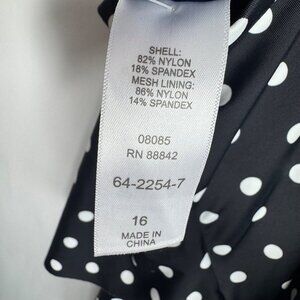 SHELL:
82% NYLON
18% SPANDEX
MESH LINING:
86% NYLON
14% SPANDEX
08085
RN 88842
64-2254-7
16
MADE IN
CHINA